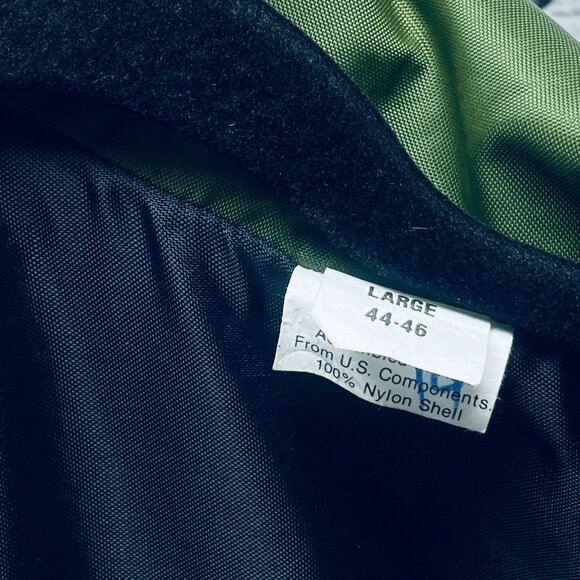 LARGE
44-46
From U.S. Components.
100% Nylon Shell